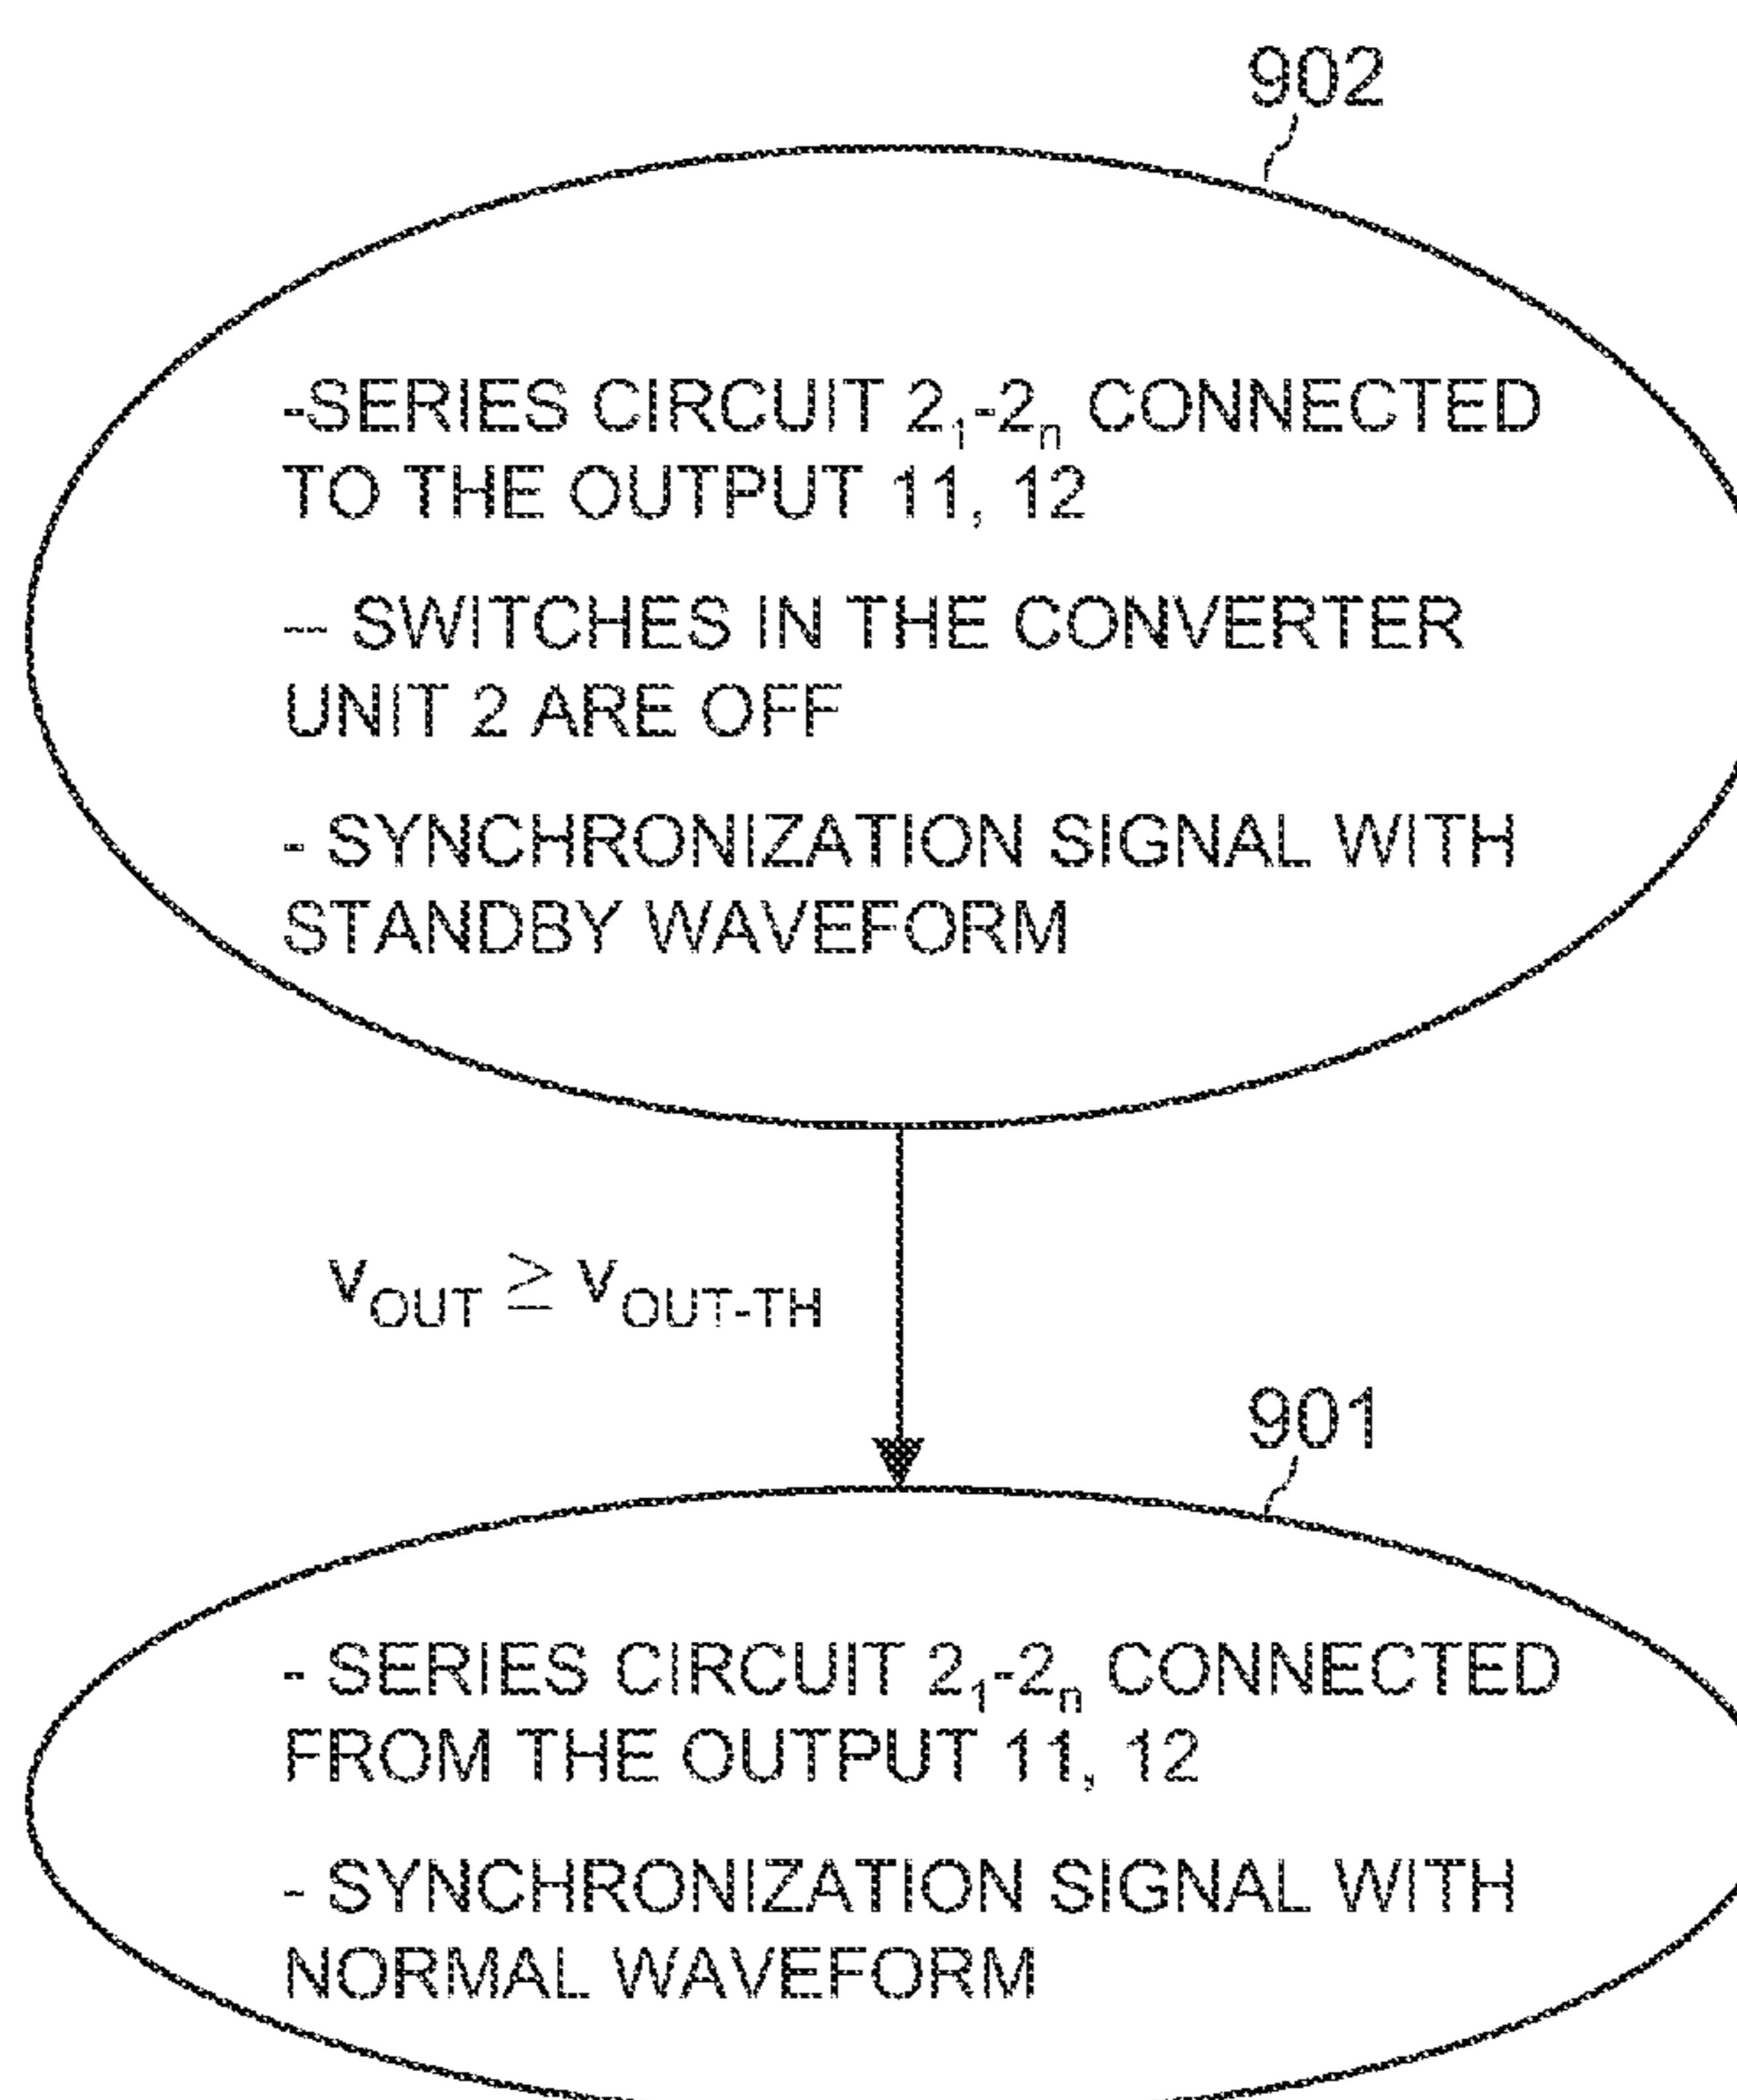 902
-SERIES CIRCUIT 2₁-2ₙ CONNECTED
TO THE OUTPUT 11, 12
-- SWITCHES IN THE CONVERTER
UNIT 2 ARE OFF
- SYNCHRONIZATION SIGNAL WITH
STANDBY WAVEFORM
V_OUT ≥ V_OUT-TH
901
- SERIES CIRCUIT 2₁-2ₙ CONNECTED
FROM THE OUTPUT 11, 12
- SYNCHRONIZATION SIGNAL WITH
NORMAL WAVEFORM